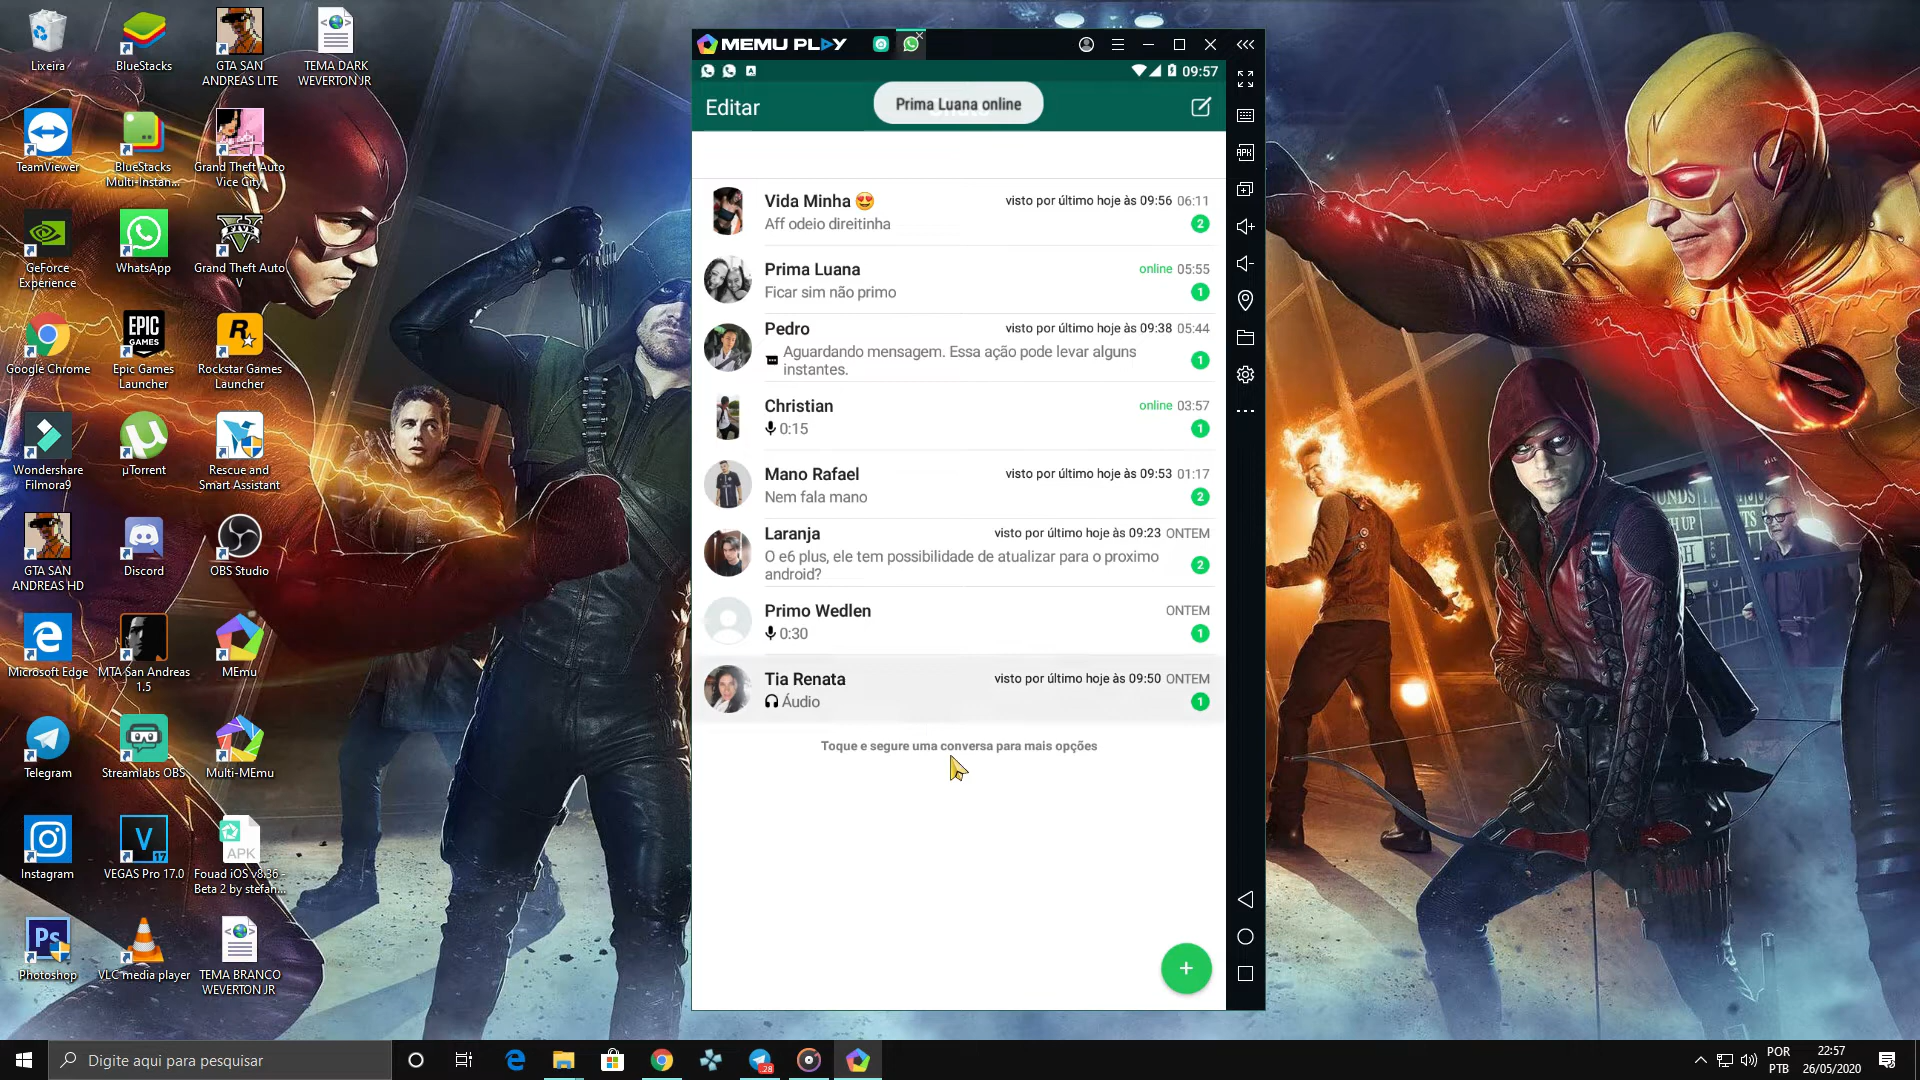 Lixeira
BlueStacks
GTA SAN
ANDREAS LITE
TEMA DARK
WEVERTON JR
TeamViewer
BlueStacks
Multi-Instan...
Grand Theft Auto
Vice City
GeForce
Experience
WhatsApp
Grand Theft Auto
V
Google Chrome
Epic Games
Launcher
Rockstar Games
Launcher
Wondershare
Filmora9
µTorrent
Rescue and
Smart Assistant
GTA SAN
ANDREAS HD
Discord
OBS Studio
Microsoft Edge
MTA San Andreas
1.5
MEmu
Telegram
Streamlabs OBS
Multi-MEmu
Instagram
VEGAS Pro 17.0
APK
Fouad iOS v8.36 -
Beta 2 by stefah...
Photoshop
VLC media player
TEMA BRANCO
WEVERTON JR
EPIC
GAMES
FIVE
Ps
V
17
MEMU PLAY
09:57
Editar
Prima Luana online
Vida Minha 😍
visto por último hoje às 09:56 06:11
Aff odeio direitinha
2
Prima Luana
online 05:55
Ficar sim não primo
1
Pedro
visto por último hoje às 09:38 05:44
Aguardando mensagem. Essa ação pode levar alguns
instantes.
1
Christian
online 03:57
0:15
1
Mano Rafael
visto por último hoje às 09:53 01:17
Nem fala mano
2
Laranja
visto por último hoje às 09:23 ONTEM
O e6 plus, ele tem possibilidade de atualizar para o proximo
android?
2
Primo Wedlen
ONTEM
0:30
1
Tia Renata
visto por último hoje às 09:50 ONTEM
Áudio
1
Toque e segure uma conversa para mais opções
APK
Digite aqui para pesquisar
28
POR
PTB
22:57
26/05/2020